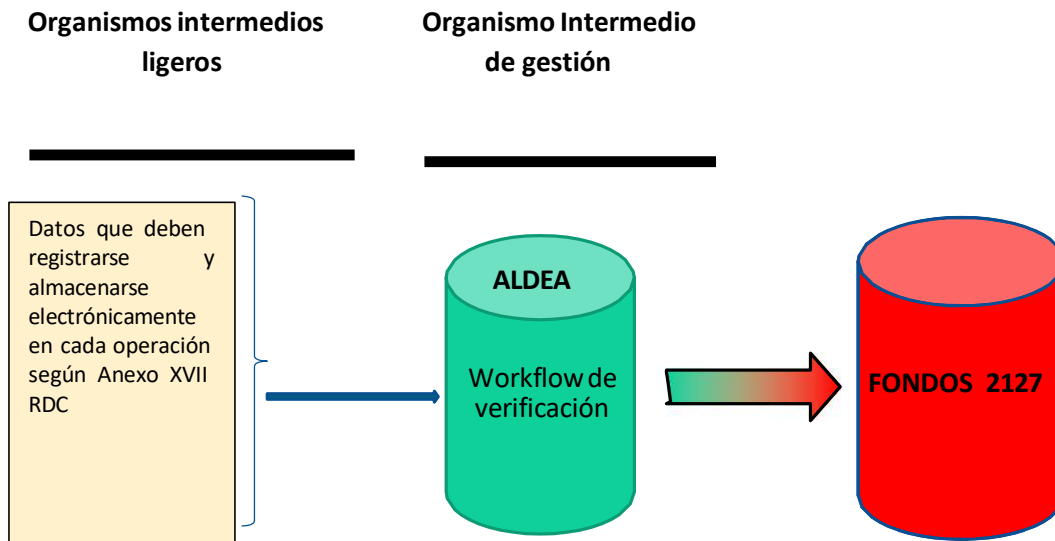 Organismos intermedios
ligeros
Organismo Intermedio
de gestión
Datos que deben
registrarse y
almacenarse
electrónicamente
en cada operación
según Anexo XVII
RDC
ALDEA
Workflow de
verificación
FONDOS 2127